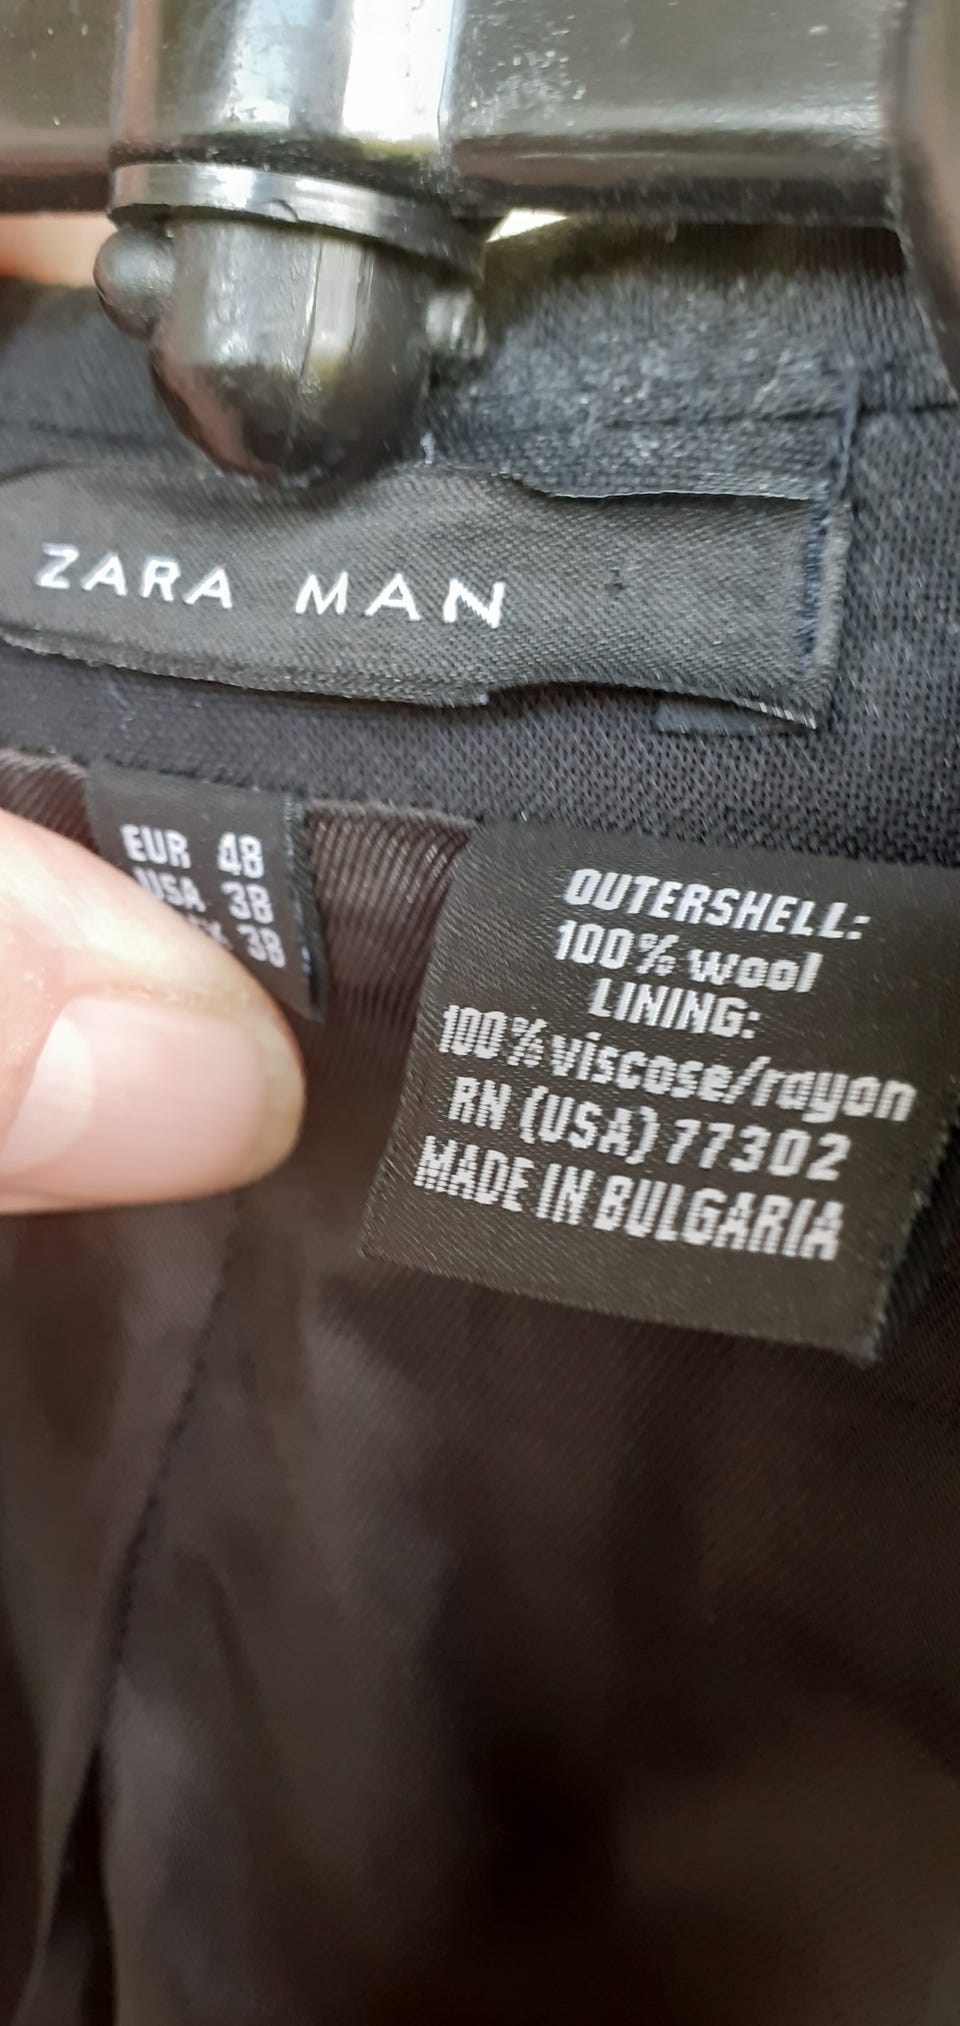 ZARA MAN
EUR 48
USA 38
38
OUTERSHELL:
100% wool
LINING:
100% viscose/rayon
RN (USA) 77302
MADE IN BULGARIA